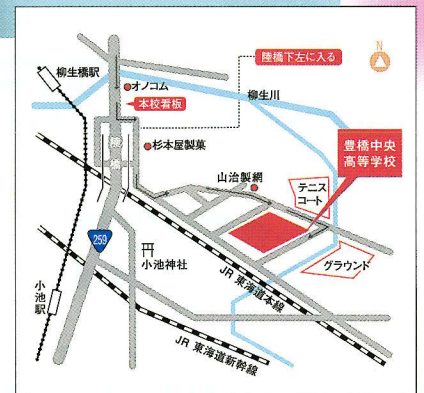 N
陸橋下左に入る
柳生橋駅
オノコム
柳生川
本校看板
陸橋
杉本屋製菓
豊橋中央
高等学校
山治製網
テニス
コート
259
小池神社
グラウンド
JR 東海道本線
小池駅
JR 東海道新幹線